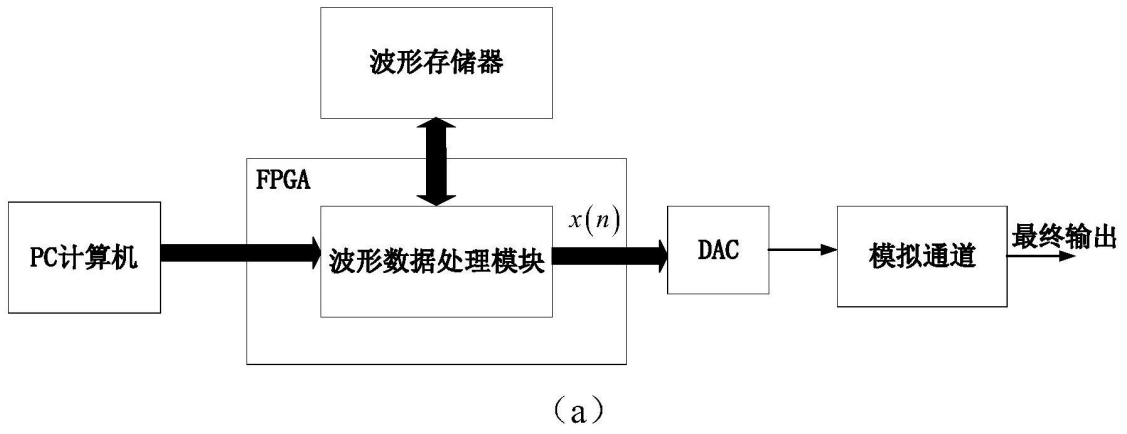 波形存储器
FPGA
PC计算机
波形数据处理模块
x(n)
DAC
模拟通道
最终输出
(a)